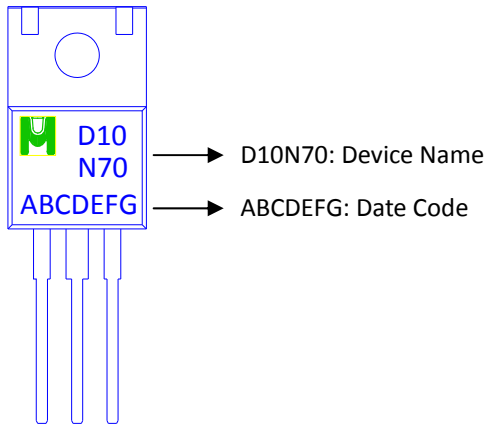 D10
N70
ABCDEFG
D10N70: Device Name
ABCDEFG: Date Code